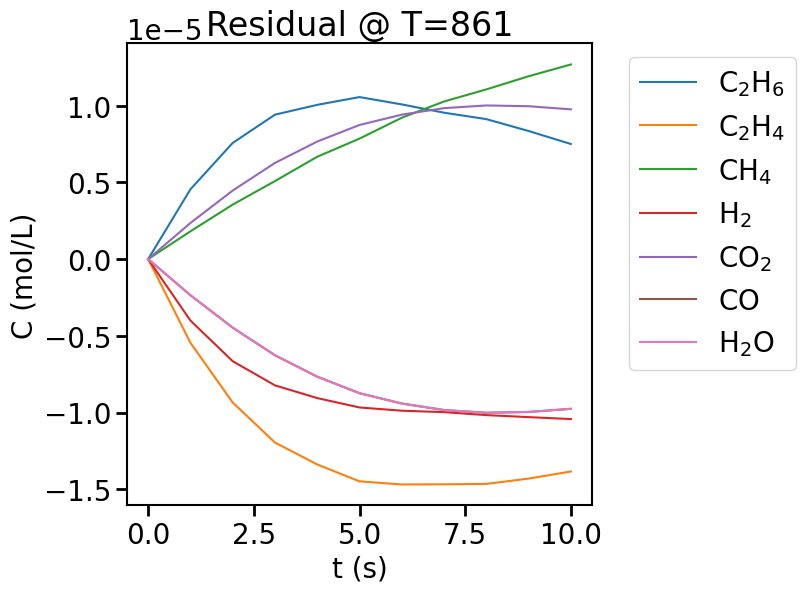 1e−5
Residual @ T=861
C (mol/L)
1.0
0.5
0.0
−0.5
−1.0
−1.5
0.0 2.5 5.0 7.5 10.0
t (s)
C₂H₆
C₂H₄
CH₄
H₂
CO₂
CO
H₂O